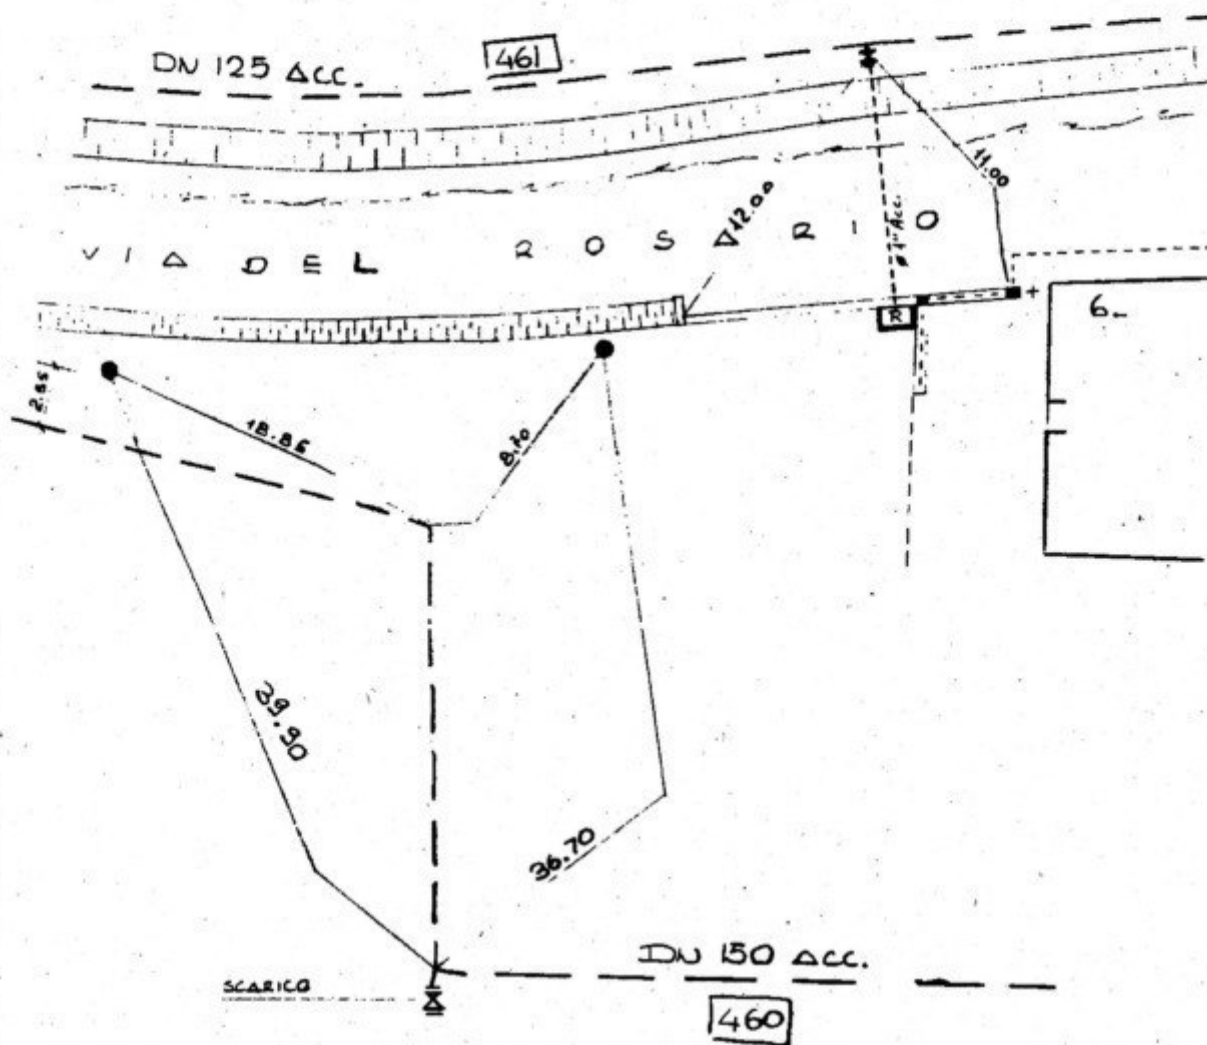 DN 125 ACC.
461
11.00
VIA DEL ROSARIO
12.00
ø 1" Acc.
R
6.-
2.85
18.86
8.70
39.90
36.70
DN 150 ACC.
SCARICO
460